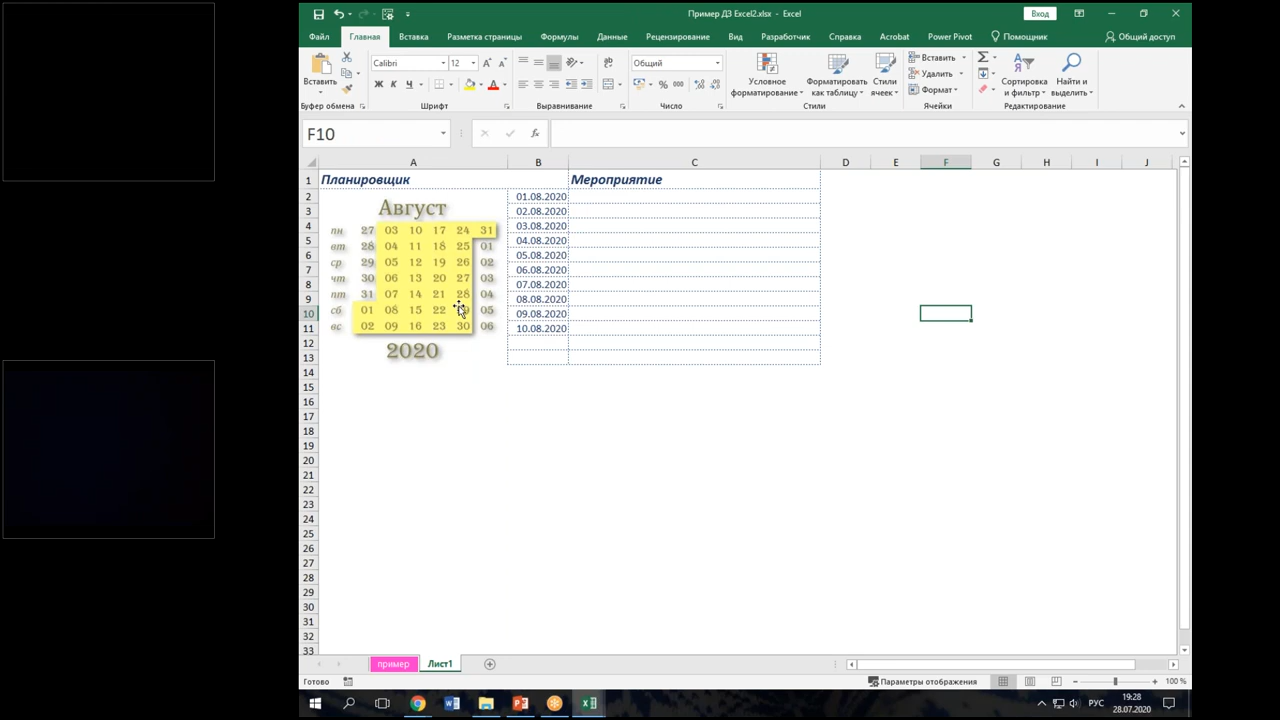 Пример ДЗ Excel2.xlsx - Excel
Вход
Файл Главная Вставка Разметка страницы Формулы Данные Рецензирование Вид Разработчик Справка Acrobat Power Pivot Помощник Общий доступ
Calibri 12 Общий
Вставить
Ж К Ч
% 000
Условное форматирование
Форматировать как таблицу
Стили ячеек
Вставить
Удалить
Формат
Сортировка и фильтр
Найти и выделить
Буфер обмена Шрифт Выравнивание Число Стили Ячейки Редактирование
F10 fx
A B C D E F G H I J
1 Планировщик Мероприятие
2 01.08.2020
3 02.08.2020
4 03.08.2020
5 04.08.2020
6 05.08.2020
7 06.08.2020
8 07.08.2020
9 08.08.2020
10 09.08.2020
11 10.08.2020
12
13
14
15
16
17
18
19
20
21
22
23
24
25
26
27
28
29
30
31
32
33
Август
пн 27 03 10 17 24 31
вт 28 04 11 18 25 01
ср 29 05 12 19 26 02
чт 30 06 13 20 27 03
пт 31 07 14 21 28 04
сб 01 08 15 22 05
вс 02 09 16 23 30 06
2020
пример Лист1
Готово Параметры отображения 100 %
РУС 19:28
28.07.2020